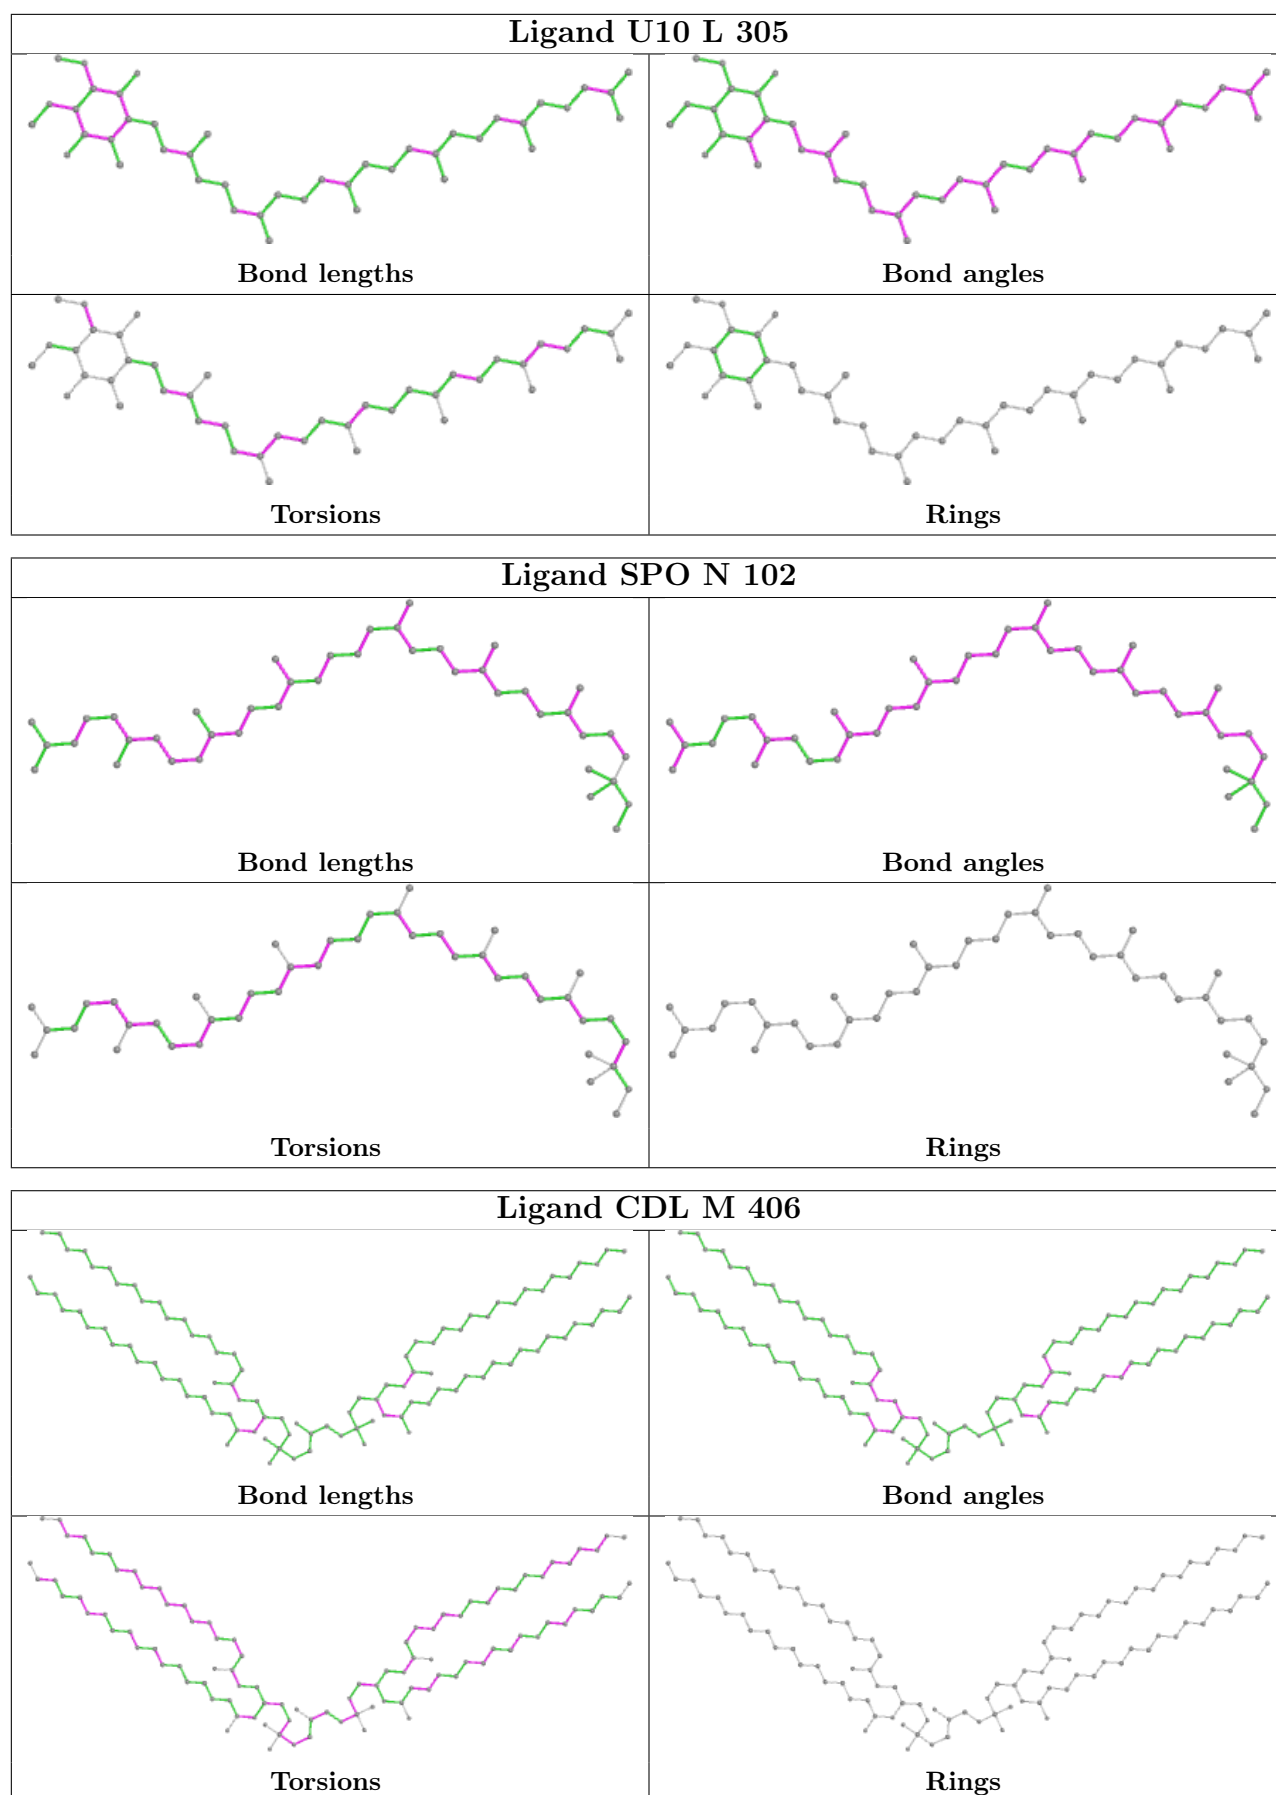 Ligand U10 L 305
Bond lengths
Bond angles
Torsions
Rings
Ligand SPO N 102
Bond lengths
Bond angles
Torsions
Rings
Ligand CDL M 406
Bond lengths
Bond angles
Torsions
Rings